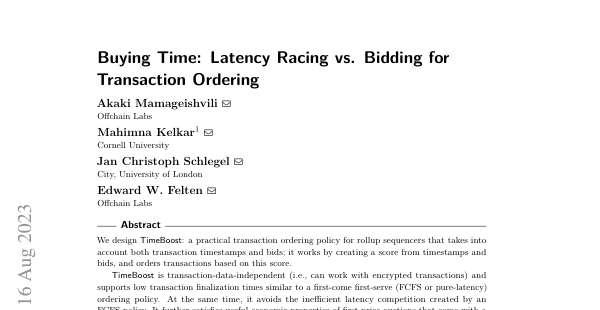 Buying Time: Latency Racing vs. Bidding for
Transaction Ordering
Akaki Mamageishvili
Offchain Labs
Mahimna Kelkar1
Cornell University
Jan Christoph Schlegel
City, University of London
Edward W. Felten
Offchain Labs
Abstract
We design TimeBoost: a practical transaction ordering policy for rollup sequencers that takes into
account both transaction timestamps and bids; it works by creating a score from timestamps and
bids, and orders transactions based on this score.
TimeBoost is transaction-data-independent (i.e., can work with encrypted transactions) and
supports low transaction finalization times similar to a first-come first-serve (FCFS or pure-latency)
ordering policy. At the same time, it avoids the inefficient latency competition created by an
FCFS policy. It further satisfies useful economic properties of first-price auctions that come with a
16 Aug 2023